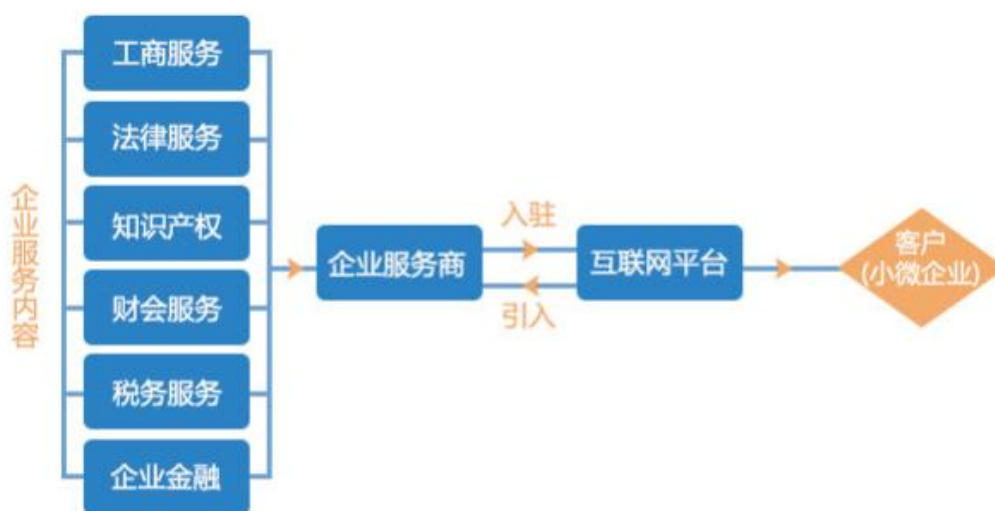 企业服务内容
工商服务
法律服务
知识产权
财会服务
税务服务
企业金融
企业服务商
入驻
引入
互联网平台
客户
(小微企业)